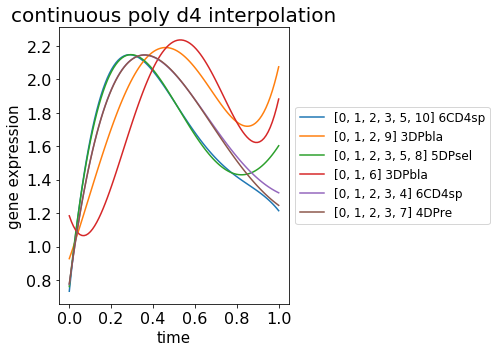 continuous poly d4 interpolation
gene expression
2.2
2.0
1.8
1.6
1.4
1.2
1.0
0.8
0.0 0.2 0.4 0.6 0.8 1.0
time
[0, 1, 2, 3, 5, 10] 6CD4sp
[0, 1, 2, 9] 3DPbla
[0, 1, 2, 3, 5, 8] 5DPsel
[0, 1, 6] 3DPbla
[0, 1, 2, 3, 4] 6CD4sp
[0, 1, 2, 3, 7] 4DPre